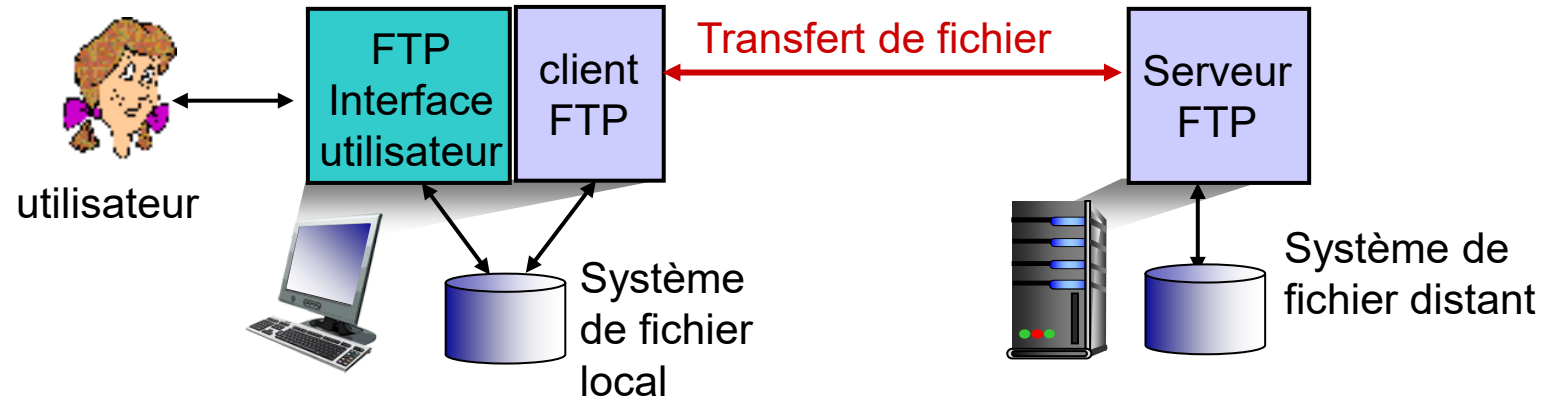 utilisateur
FTP
Interface
utilisateur
client
FTP
Transfert de fichier
Serveur
FTP
Système
de fichier
local
Système de
fichier distant